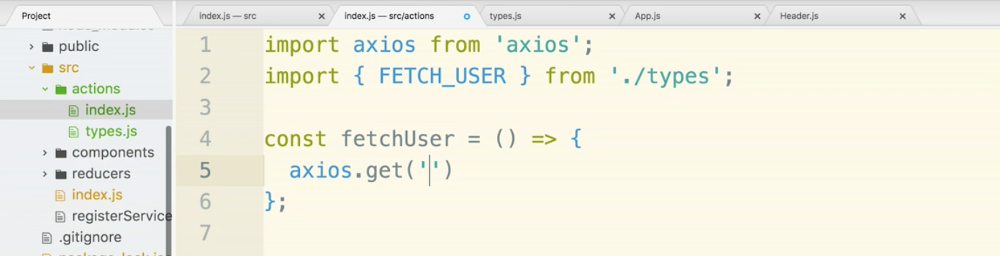 Project
index.js — src
index.js — src/actions
types.js
App.js
Header.js
node_modules
public
src
actions
index.js
types.js
components
reducers
index.js
registerService
.gitignore
1 import axios from 'axios';
2 import { FETCH_USER } from './types';
3
4 const fetchUser = () => {
5 axios.get('')
6 };
7